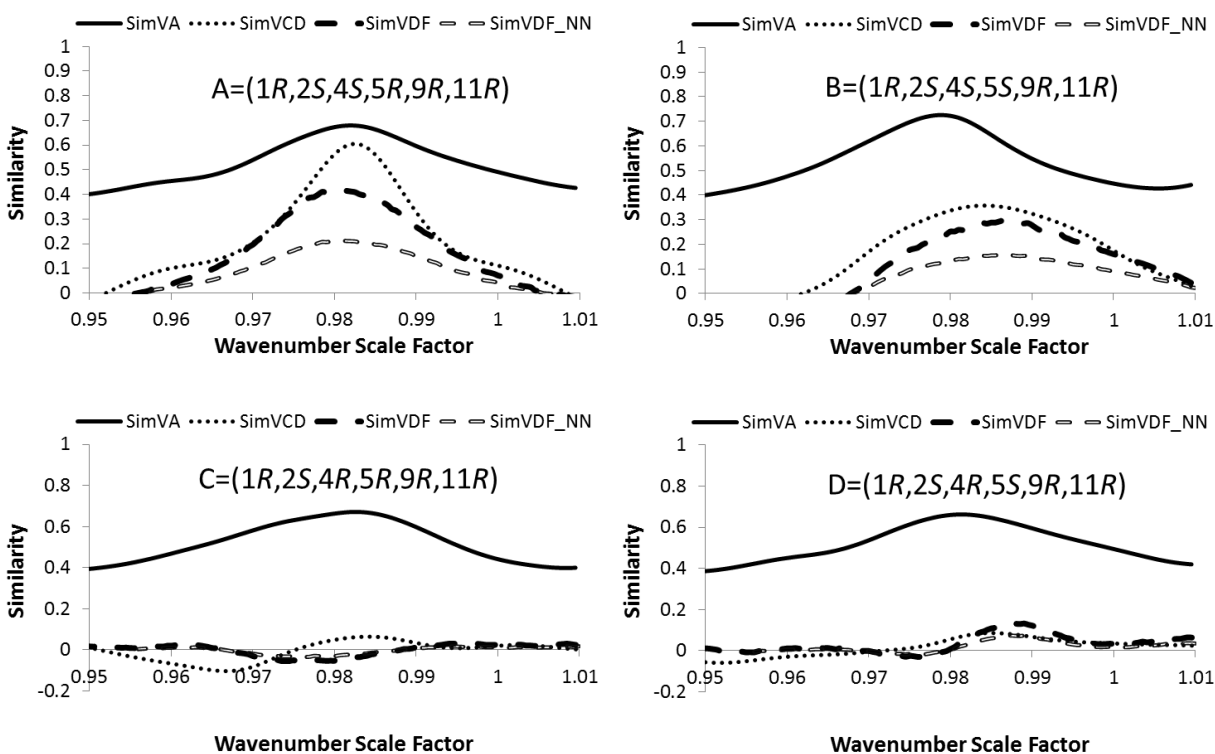 SimVA SimVCD SimVDF SimVDF_NN
A=(1R,2S,4S,5R,9R,11R)
Similarity
1
0.9
0.8
0.7
0.6
0.5
0.4
0.3
0.2
0.1
0
0.95 0.96 0.97 0.98 0.99 1 1.01
Wavenumber Scale Factor
SimVA SimVCD SimVDF SimVDF_NN
B=(1R,2S,4S,5S,9R,11R)
Similarity
1
0.9
0.8
0.7
0.6
0.5
0.4
0.3
0.2
0.1
0
0.95 0.96 0.97 0.98 0.99 1 1.01
Wavenumber Scale Factor
SimVA SimVCD SimVDF SimVDF_NN
C=(1R,2S,4R,5R,9R,11R)
Similarity
1
0.8
0.6
0.4
0.2
0
-0.2
0.95 0.96 0.97 0.98 0.99 1 1.01
Wavenumber Scale Factor
SimVA SimVCD SimVDF SimVDF_NN
D=(1R,2S,4R,5S,9R,11R)
Similarity
1
0.8
0.6
0.4
0.2
0
-0.2
0.95 0.96 0.97 0.98 0.99 1 1.01
Wavenumber Scale Factor